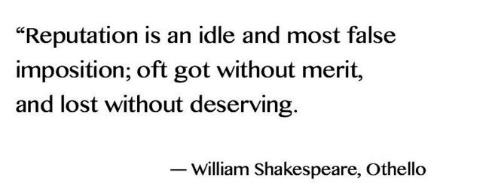 “Reputation is an idle and most false
imposition; oft got without merit,
and lost without deserving.
— William Shakespeare, Othello